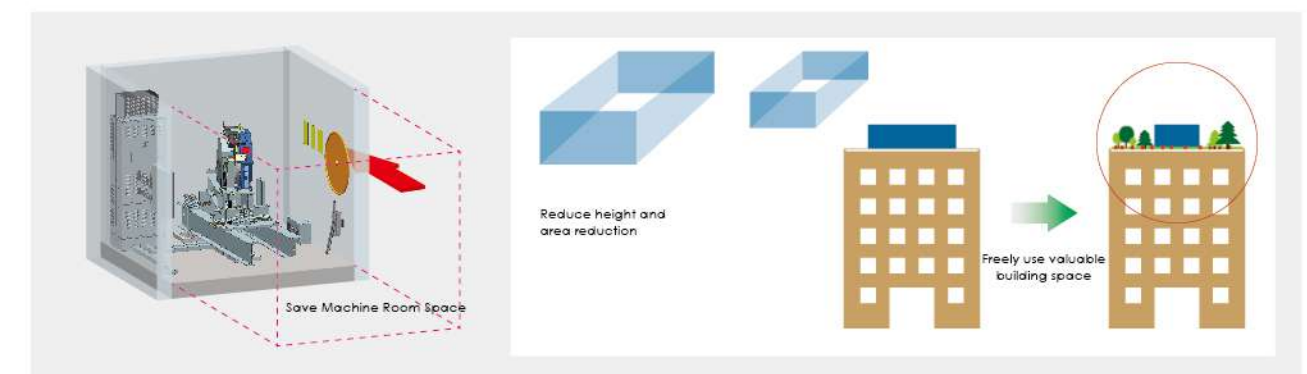 Save Machine Room Space
Reduce height and
area reduction
Freely use valuable
building space